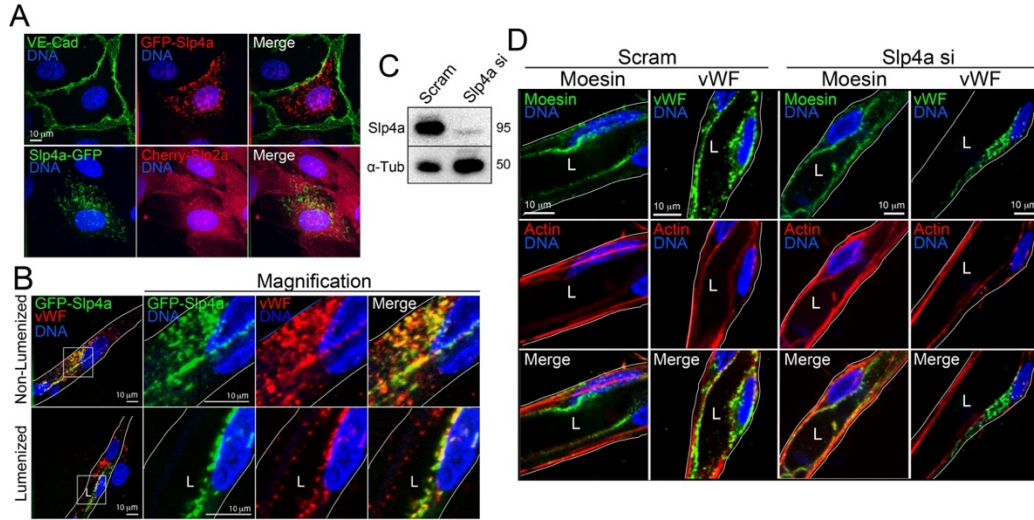 A
VE-Cad
DNA
GFP-Slp4a
DNA
Merge
10 μm
Slp4a-GFP
DNA
Cherry-Slp2a
DNA
Merge
10 μm
B
Magnification
Non-Lumenized
GFP-Slp4a
vWF
DNA
GFP-Slp4a
DNA
vWF
DNA
Merge
10 μm
10 μm
Lumenized
L
L
L
L
10 μm
10 μm
C
Scram
Slp4a si
Slp4a
95
α-Tub
50
D
Scram
Slp4a si
Moesin
vWF
Moesin
vWF
Moesin
DNA
vWF
DNA
Moesin
DNA
vWF
DNA
L
L
L
L
10 μm
10 μm
10 μm
10 μm
Actin
DNA
vWF
DNA
Actin
DNA
Actin
DNA
L
L
L
L
Merge
Merge
Merge
Merge
L
L
L
L